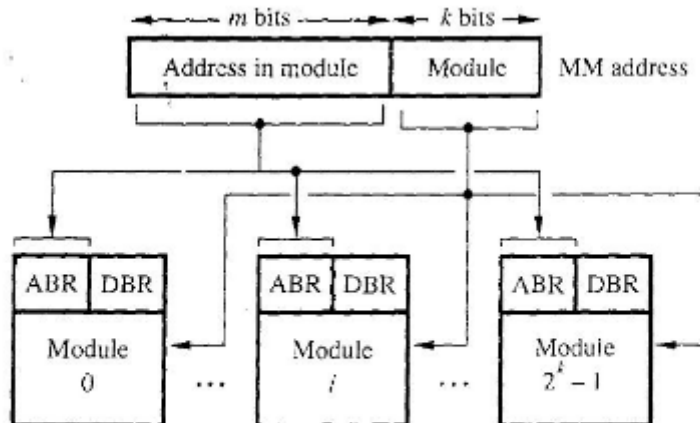 m bits k bits
Address in module Module MM address
ABR DBR ABR DBR ABR DBR
Module Module Module
0 ... i ... 2^k − 1